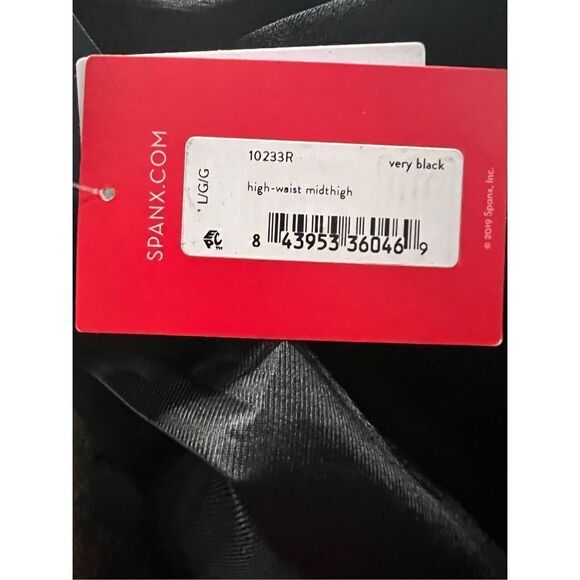 SPANX.COM
L/G/G
10233R
very black
high-waist midthigh
8 43953 36046 9
© 2019 Spanx, Inc.